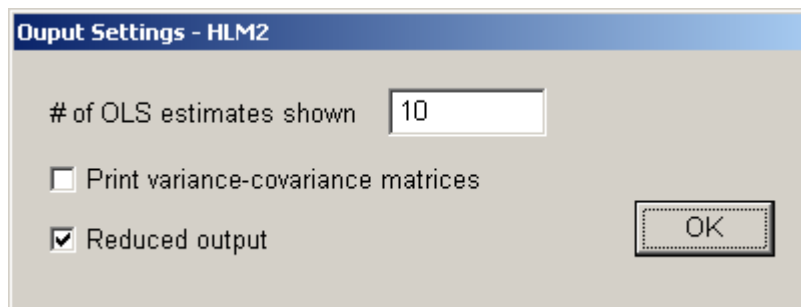 Ouput Settings - HLM2
# of OLS estimates shown 10
Print variance-covariance matrices
Reduced output
OK